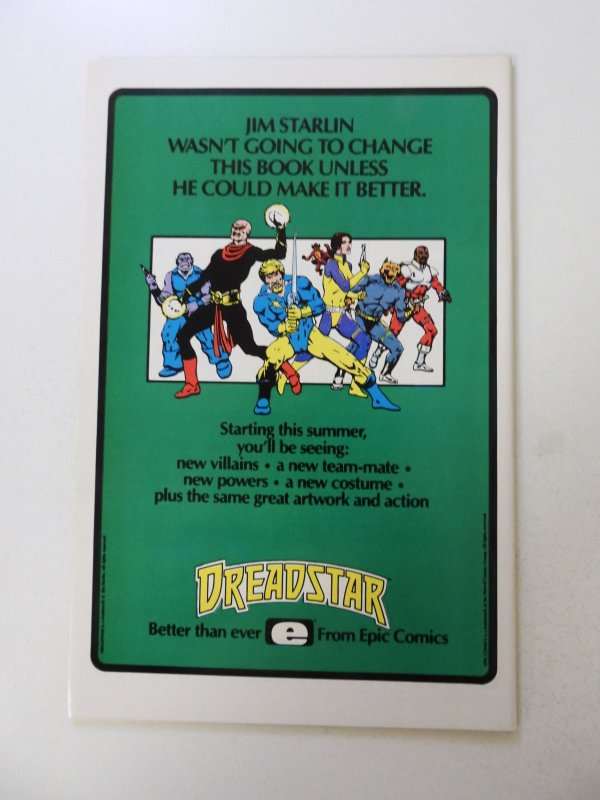 JIM STARLIN
WASN'T GOING TO CHANGE
THIS BOOK UNLESS
HE COULD MAKE IT BETTER.
Starting this summer,
you'll be seeing:
new villains • a new team-mate •
new powers • a new costume •
plus the same great artwork and action
DREADSTAR
Better than ever e From Epic Comics